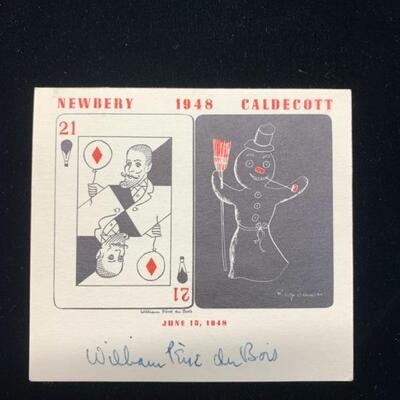 NEWBERY 1948 CALDECOTT
21
21
William Pène du Bois
JUNE 15, 1948
William Pène du Bois